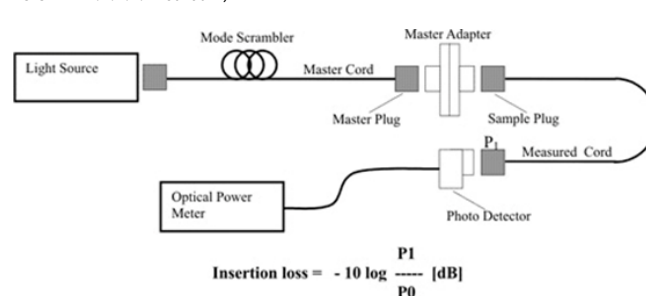 Mode Scrambler
Master Adapter
Light Source
Master Cord
Master Plug
Sample Plug
P1
Measured Cord
Optical Power
Meter
Photo Detector
P1
Insertion loss = - 10 log ----- [dB]
P0